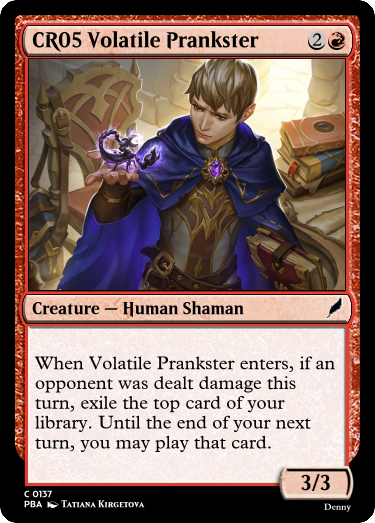 CR05 Volatile Prankster 2
Creature — Human Shaman
When Volatile Prankster enters, if an
opponent was dealt damage this
turn, exile the top card of your
library. Until the end of your next
turn, you may play that card.
3/3
C 0137
PBA Tatiana Kirgetova
Denny